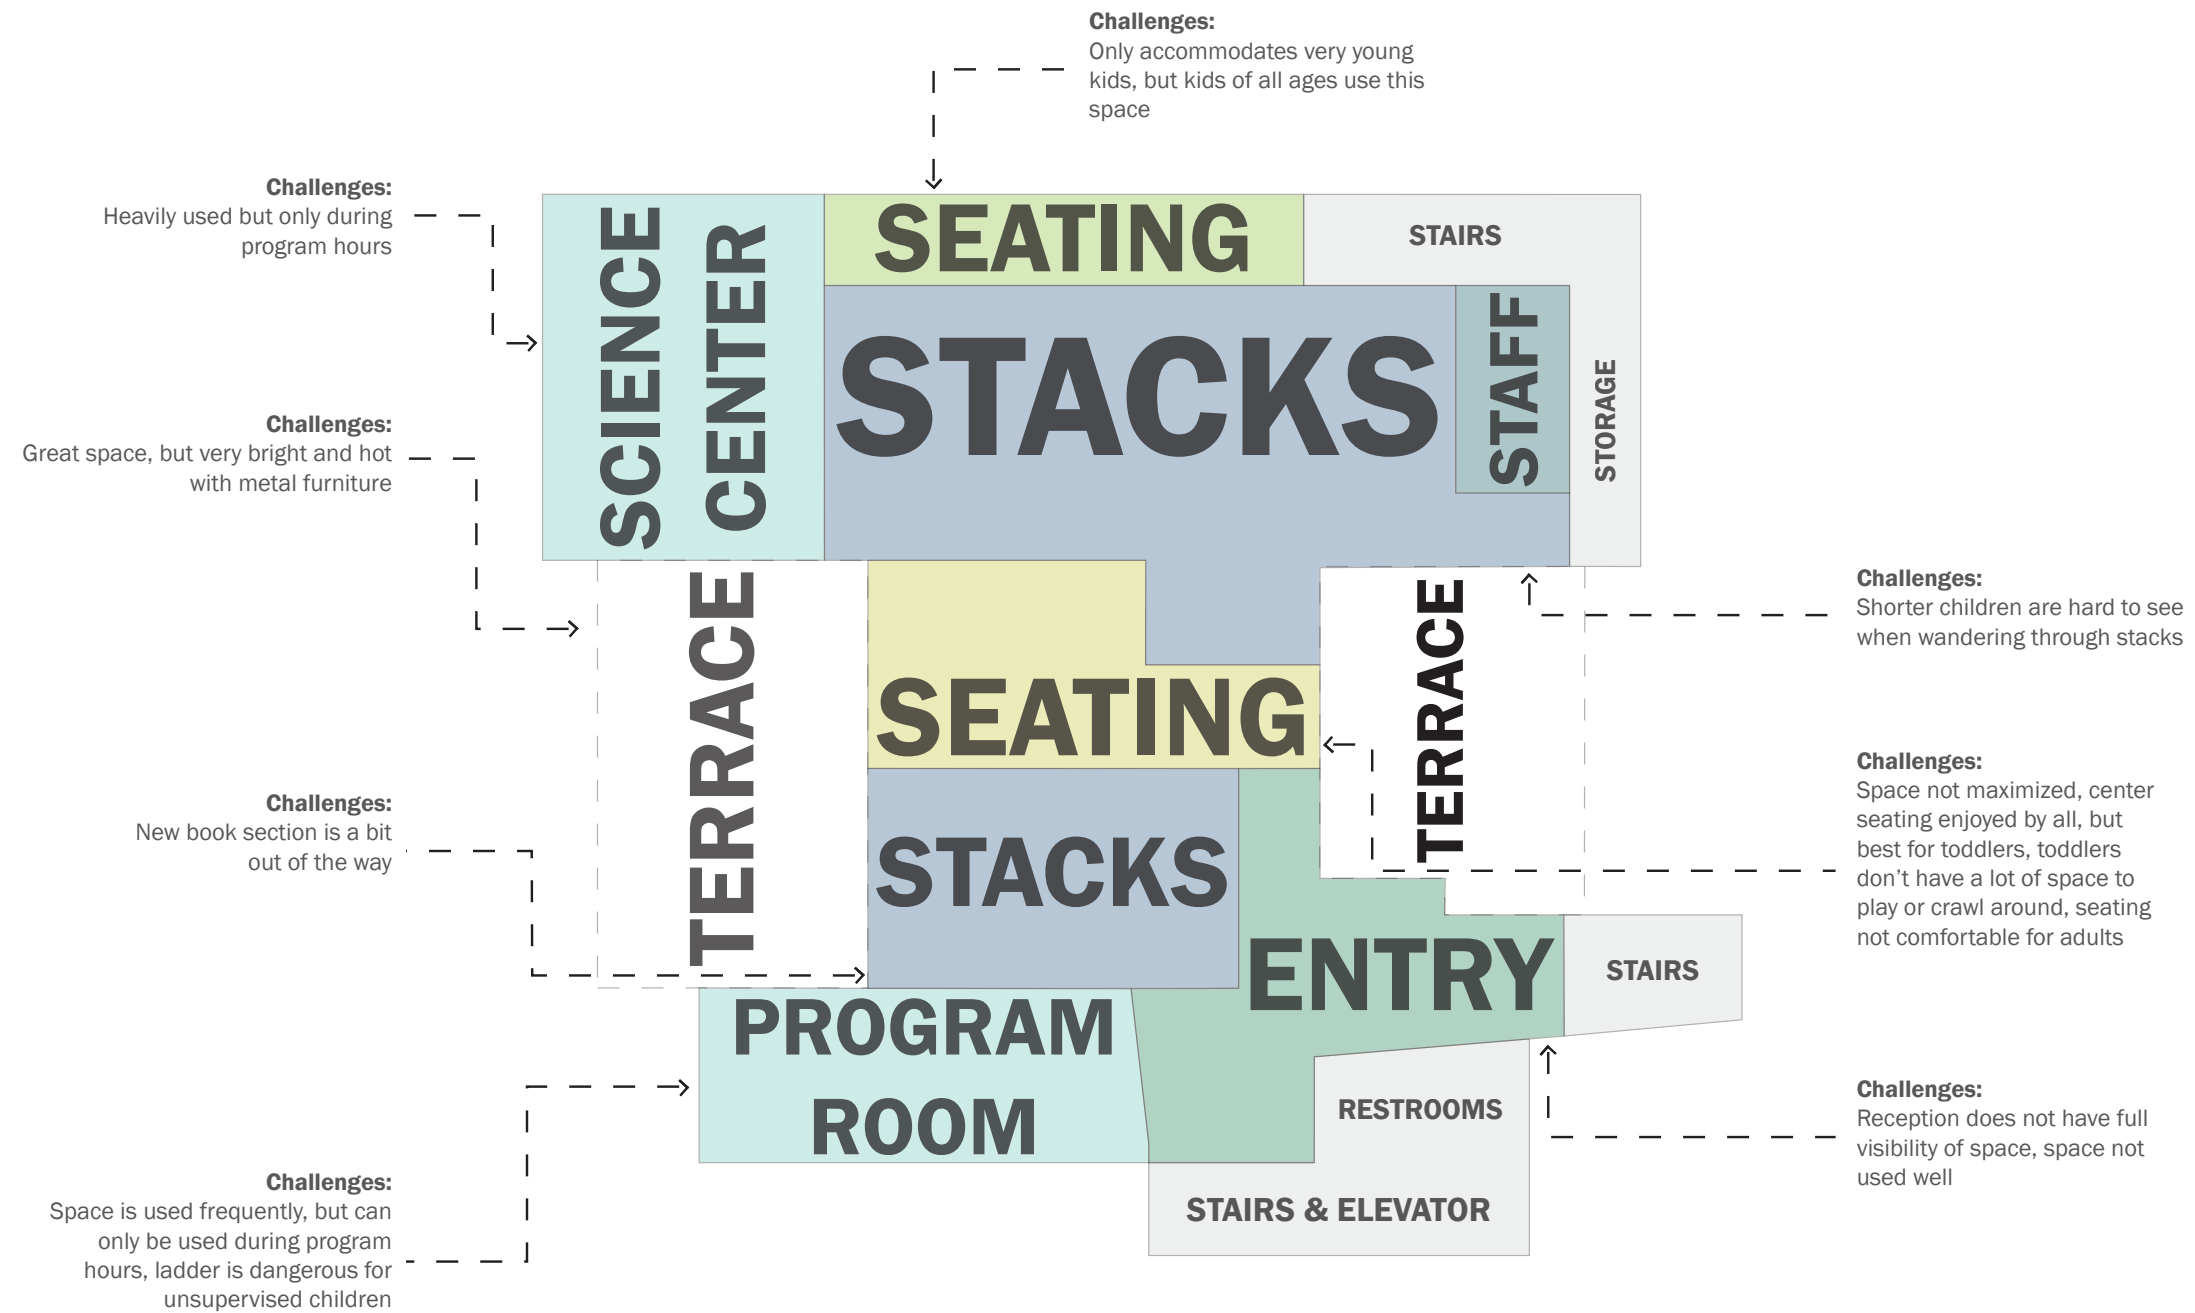 Challenges:
Only accommodates very young
kids, but kids of all ages use this
space
Challenges:
Heavily used but only during
program hours
Challenges:
Great space, but very bright and hot
with metal furniture
Challenges:
New book section is a bit
out of the way
Challenges:
Space is used frequently, but can
only be used during program
hours, ladder is dangerous for
unsupervised children
SCIENCE
CENTER
SEATING
STAIRS
STACKS
STAFF
STORAGE
TERRACE
SEATING
TERRACE
STACKS
ENTRY
STAIRS
PROGRAM
ROOM
RESTROOMS
STAIRS & ELEVATOR
Challenges:
Shorter children are hard to see
when wandering through stacks
Challenges:
Space not maximized, center
seating enjoyed by all, but
best for toddlers, toddlers
don’t have a lot of space to
play or crawl around, seating
not comfortable for adults
Challenges:
Reception does not have full
visibility of space, space not
used well